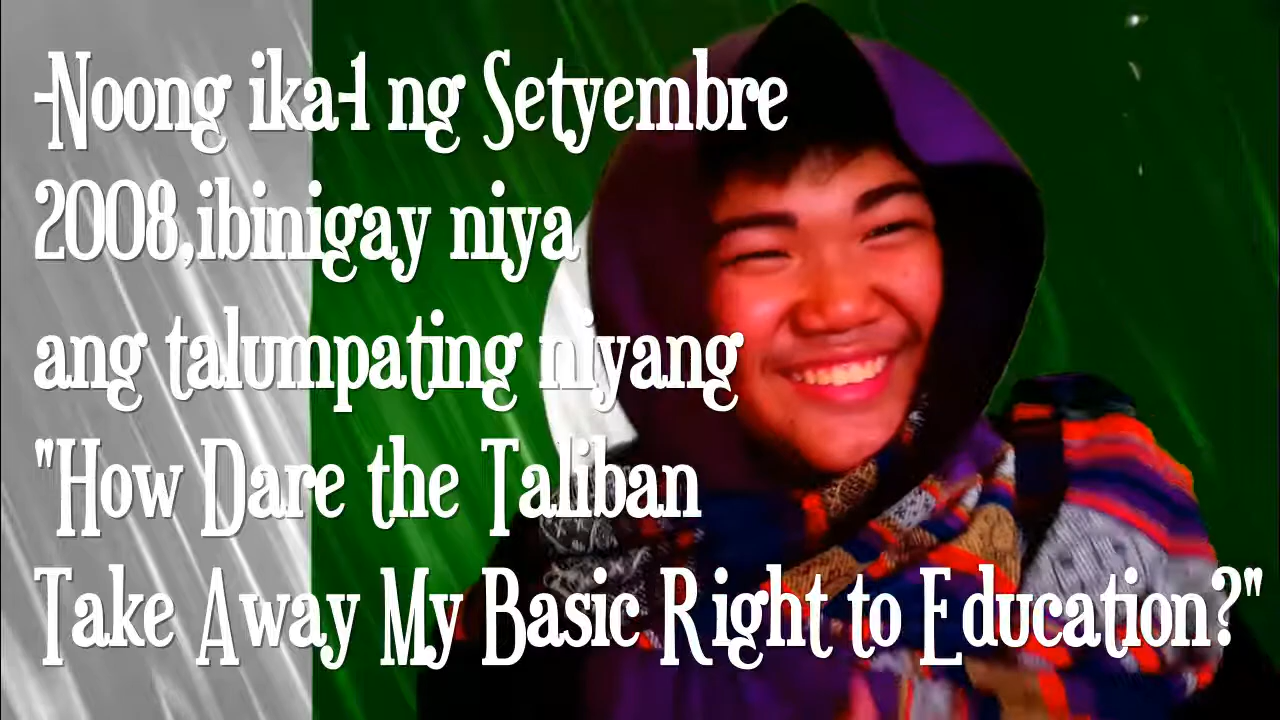 -Noong ika-1 ng Setyembre
2008,ibinigay niya
ang talumpating niyang
"How Dare the Taliban
Take Away My Basic Right to Education?"